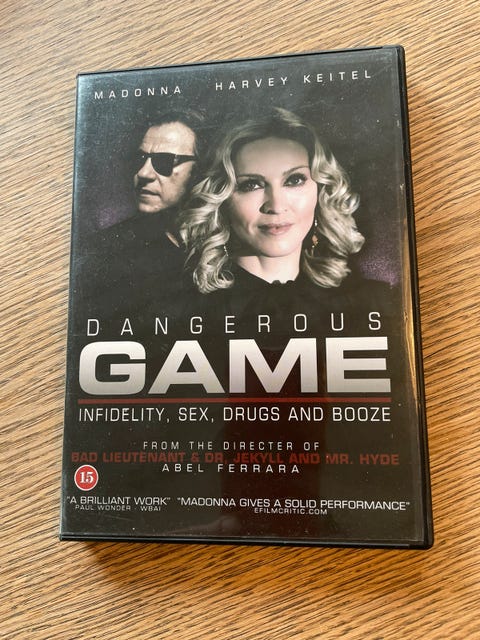 MADONNA HARVEY KEITEL
DANGEROUS
GAME
INFIDELITY, SEX, DRUGS AND BOOZE
FROM THE DIRECTER OF
BAD LIEUTENANT & DR. JEKYLL AND MR. HYDE
ABEL FERRARA
15
"A BRILLIANT WORK" "MADONNA GIVES A SOLID PERFORMANCE"
PAUL WONDER - WBAI EFILMCRITIC.COM